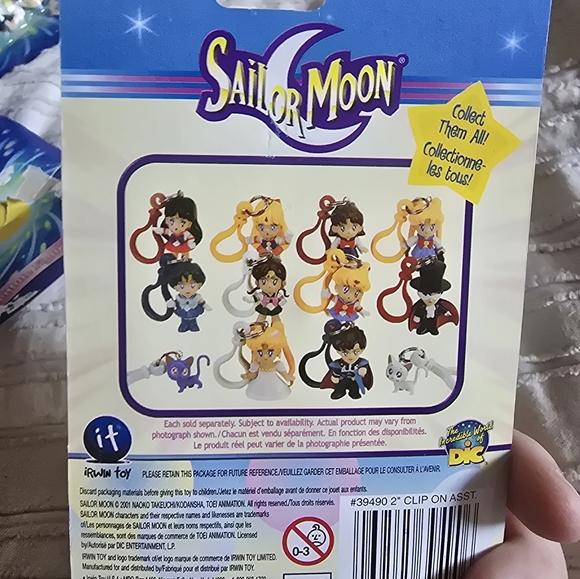 SAILOR MOON
Collect
Them All!
Collectionne-
les tous!
Each sold separately. Subject to availability. Actual product may vary from
photograph shown./Chacun est vendu séparément. En fonction des disponibilités.
Le produit réel peut varier de la photographie présentée.
it
IRWIN TOY
The
Incredible World
of
DIC
PLEASE RETAIN THIS PACKAGE FOR FUTURE REFERENCE./VEUILLEZ GARDER CET EMBALLAGE POUR LE CONSULTER À L'AVENIR.
Discard packaging materials before giving this toy to children./Jetez le matériel d'emballage avant de donner ce jouet aux enfants.
SAILOR MOON © 2001 NAOKO TAKEUCHI/KODANSHA, TOEI ANIMATION. All rights reserved./Tous droits réservés.
SAILOR MOON characters and their respective names and likenesses are trademarks
of/Les personnages de SAILOR MOON et leurs noms respectifs, ainsi que les
ressemblances, sont des marques de commerce de TOEI ANIMATION. Licensed
by/Autorisé par DIC ENTERTAINMENT, L.P.
IRWIN TOY and logo trademark of/et logo marque de commerce de IRWIN TOY LIMITED.
Manufactured for and distributed by/Fabriqué pour et distribué par IRWIN TOY
0-3
#39490 2" CLIP ON ASST.